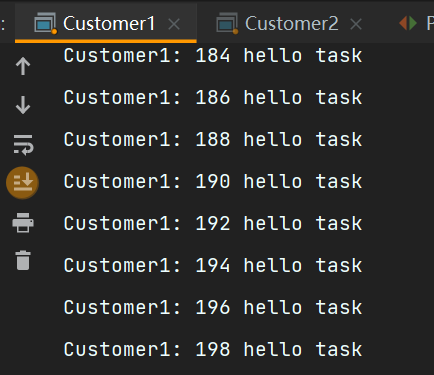 : Customer1 Customer2 P
Customer1: 184 hello task
Customer1: 186 hello task
Customer1: 188 hello task
Customer1: 190 hello task
Customer1: 192 hello task
Customer1: 194 hello task
Customer1: 196 hello task
Customer1: 198 hello task